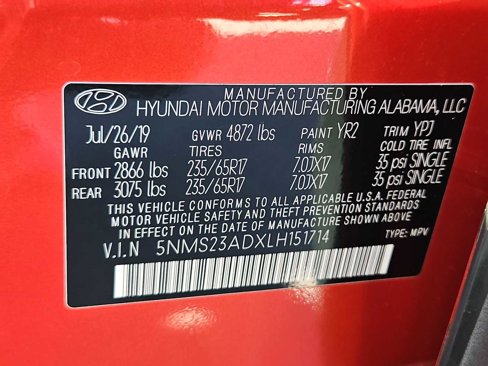 MANUFACTURED BY
HYUNDAI MOTOR MANUFACTURING ALABAMA, LLC
Jul/26/19 GVWR 4872 lbs PAINT YR2 TRIM YPJ
GAWR TIRES RIMS COLD TIRE INFL
FRONT 2866 lbs 235/65R17 7.0JX17 35 psi SINGLE
REAR 3075 lbs 235/65R17 7.0JX17 35 psi SINGLE
THIS VEHICLE CONFORMS TO ALL APPLICABLE U.S.A. FEDERAL
MOTOR VEHICLE SAFETY AND THEFT PREVENTION STANDARDS
IN EFFECT ON THE DATE OF MANUFACTURE SHOWN ABOVE
V.I.N 5NMS23ADXLH151714 TYPE: MPV